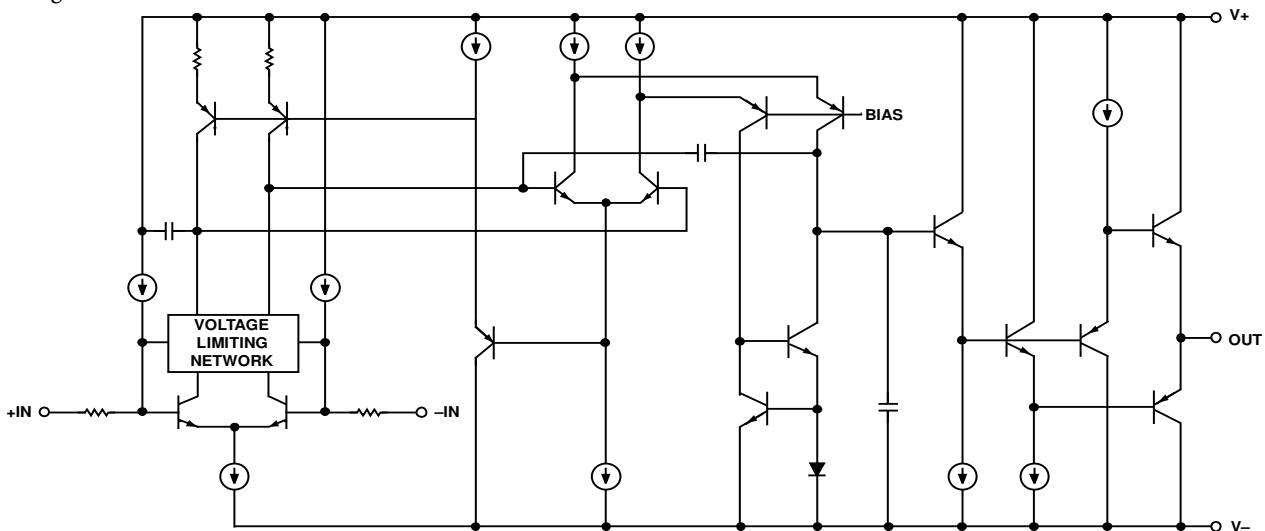 V+
BIAS
VOLTAGE
LIMITING
NETWORK
OUT
+IN
–IN
V–